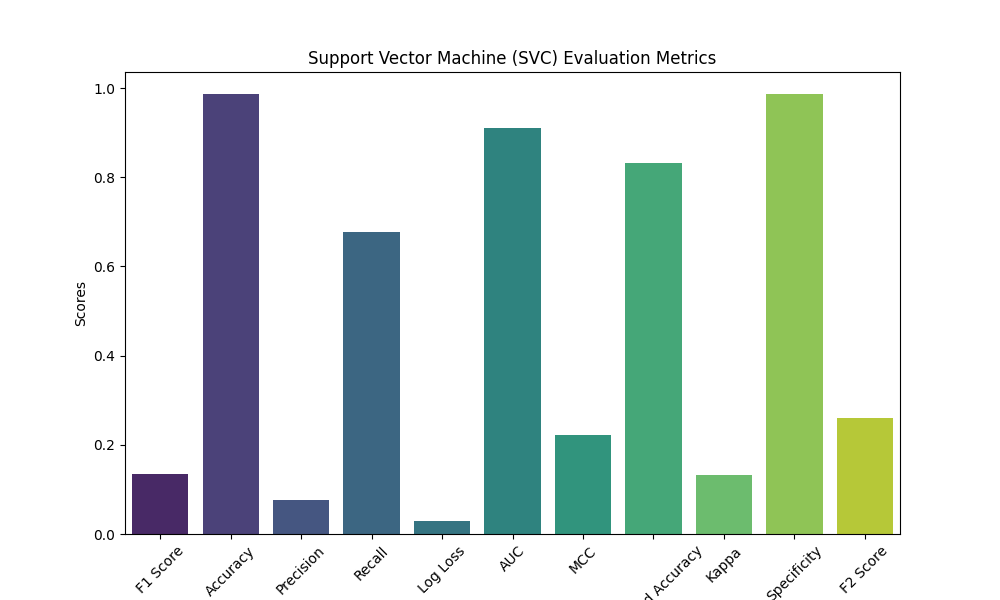 Support Vector Machine (SVC) Evaluation Metrics
1.0
0.8
0.6
0.4
0.2
0.0
Scores
F1 Score
Accuracy
Precision
Recall
Log Loss
AUC
MCC
d Accuracy
Kappa
Specificity
F2 Score